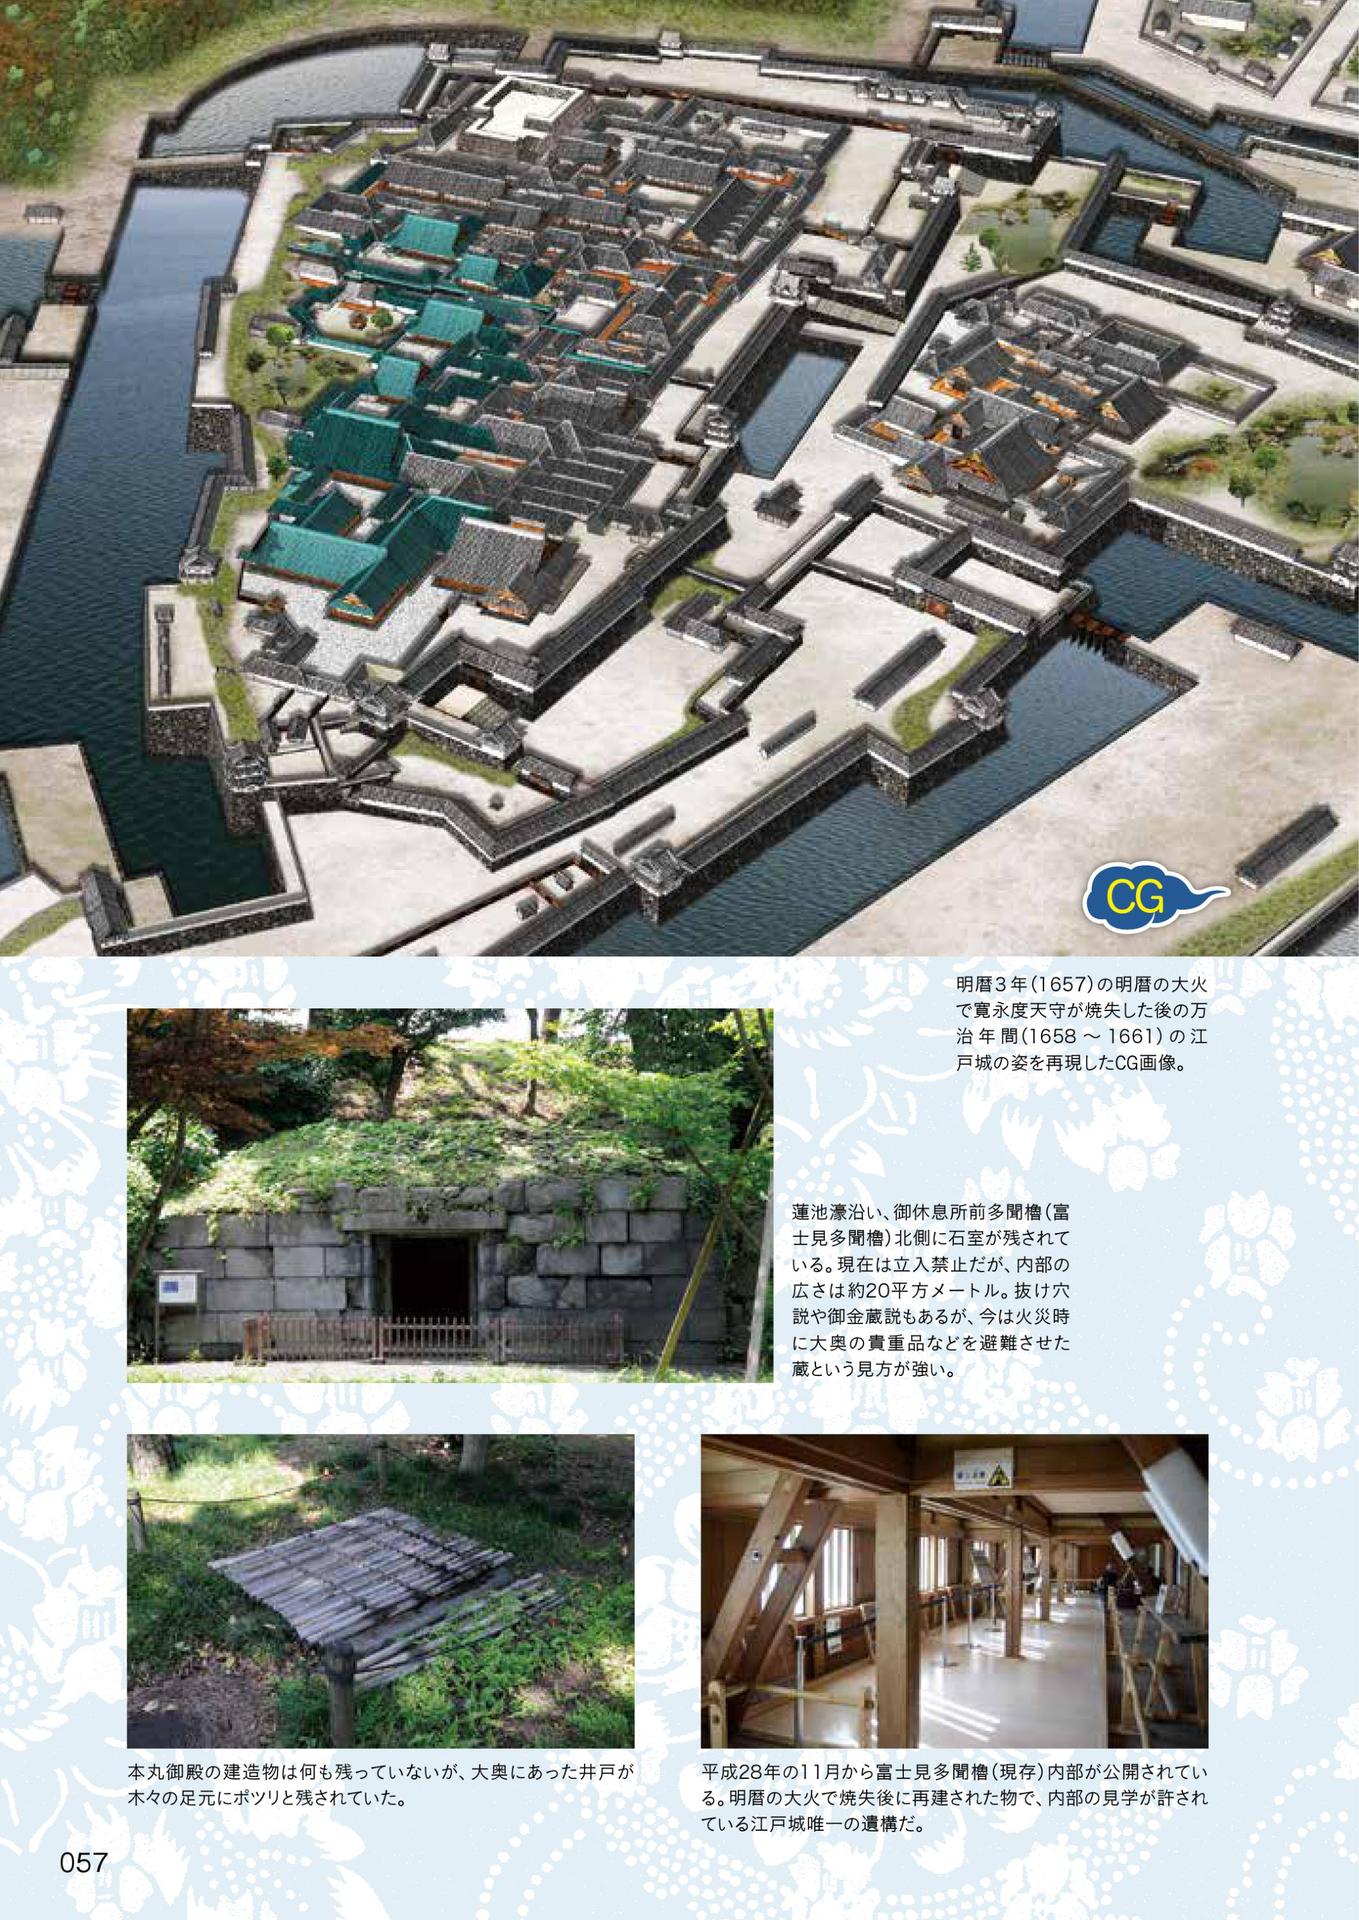 CG
明暦3年(1657)の明暦の大火
で寛永度天守が焼失した後の万
治年間(1658〜1661)の江
戸城の姿を再現したCG画像。
蓮池濠沿い、御休息所前多聞櫓(富
士見多聞櫓)北側に石室が残されて
いる。現在は立入禁止だが、内部の
広さは約20平方メートル。抜け穴
説や御金蔵説もあるが、今は火災時
に大奥の貴重品などを避難させた
蔵という見方が強い。
本丸御殿の建造物は何も残っていないが、大奥にあった井戸が
木々の足元にポツリと残されていた。
平成28年の11月から富士見多聞櫓(現存)内部が公開されてい
る。明暦の大火で焼失後に再建された物で、内部の見学が許され
ている江戸城唯一の遺構だ。
057